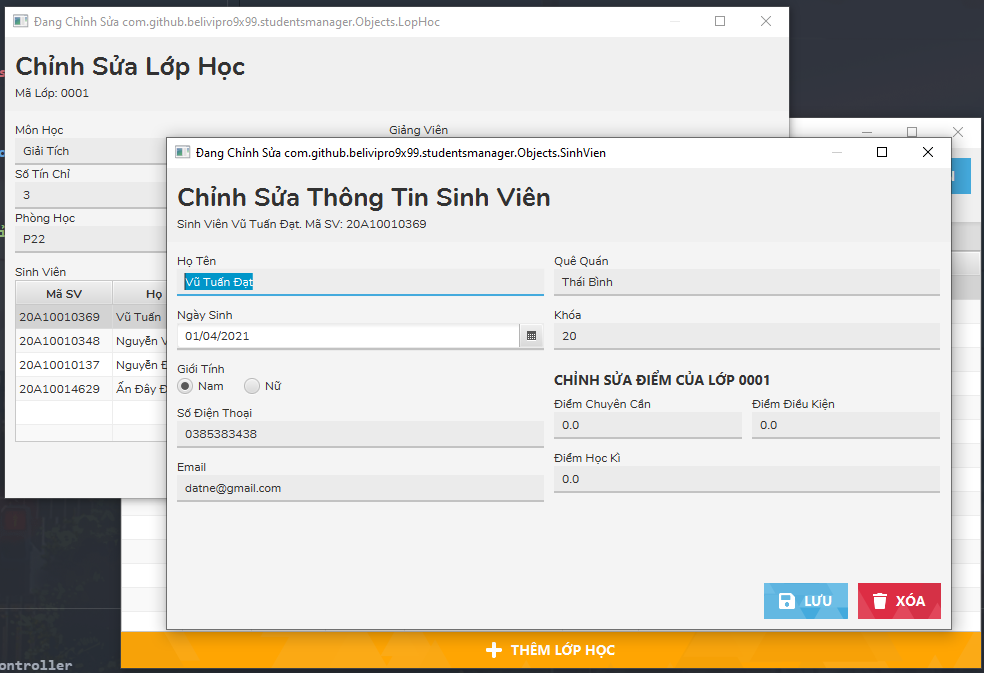 Đang Chỉnh Sửa com.github.belivipro9x99.studentsmanager.Objects.LopHoc
Chỉnh Sửa Lớp Học
Mã Lớp: 0001
Môn Học
Giảng Viên
Giải Tích
Số Tín Chỉ
3
Phòng Học
P22
Sinh Viên
Mã SV
Họ
20A10010369
Vũ Tuấn
20A10010348
Nguyễn V
20A10010137
Nguyễn Đ
20A10014629
Ấn Đây Đ
Đang Chỉnh Sửa com.github.belivipro9x99.studentsmanager.Objects.SinhVien
Chỉnh Sửa Thông Tin Sinh Viên
Sinh Viên Vũ Tuấn Đạt. Mã SV: 20A10010369
Họ Tên
Vũ Tuấn Đạt
Ngày Sinh
01/04/2021
Giới Tính
Nam Nữ
Số Điện Thoại
0385383438
Email
datne@gmail.com
Quê Quán
Thái Bình
Khóa
20
CHỈNH SỬA ĐIỂM CỦA LỚP 0001
Điểm Chuyên Cần
Điểm Điều Kiện
0.0
0.0
Điểm Học Kì
0.0
LƯU
XÓA
THÊM LỚP HỌC
ontroller